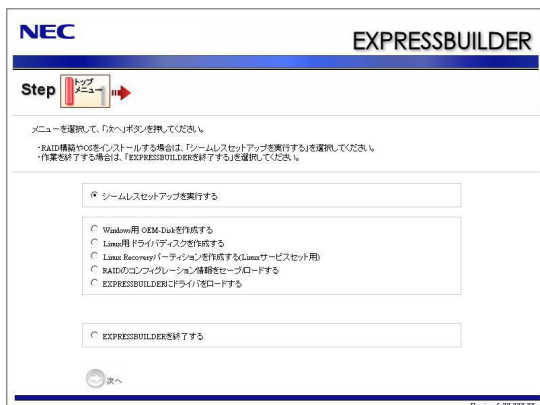 NEC
EXPRESSBUILDER
Step
トップ
メニュー
メニューを選択して、「次へ」ボタンを押してください。
・RAID構築やOSをインストールする場合は、「シームレスセットアップを実行する」を選択してください。
・作業を終了する場合は、「EXPRESSBUILDERを終了する」を選択してください。
シームレスセットアップを実行する
Windows用 OEM-Diskを作成する
Linux用 ドライバディスクを作成する
Linux Recoveryパーティションを作成する(Linuxサービスセット用)
RAIDのコンフィグレーション情報をセーブ/ロードする
EXPRESSBUILDERにドライバをロードする
EXPRESSBUILDERを終了する
次へ